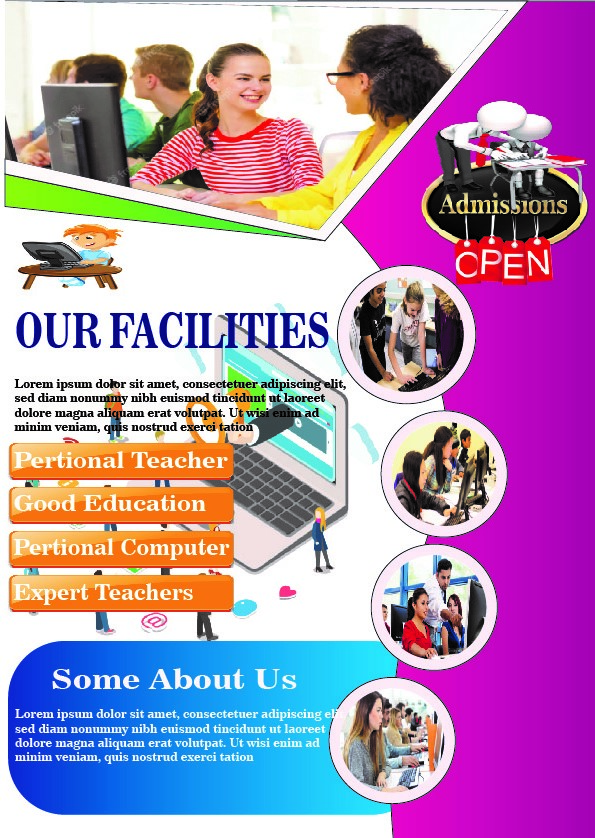 Admissions
OPEN
OUR FACILITIES
Lorem ipsum dolor sit amet, consectetuer adipiscing elit,
sed diam nonummy nibh euismod tincidunt ut laoreet
dolore magna aliquam erat volutpat. Ut wisi enim ad
minim veniam, quis nostrud exerci tation
Pertional Teacher
Good Education
Pertional Computer
Expert Teachers
Some About Us
Lorem ipsum dolor sit amet, consectetuer adipiscing elit,
sed diam nonummy nibh euismod tincidunt ut laoreet
dolore magna aliquam erat volutpat. Ut wisi enim ad
minim veniam, quis nostrud exerci tation